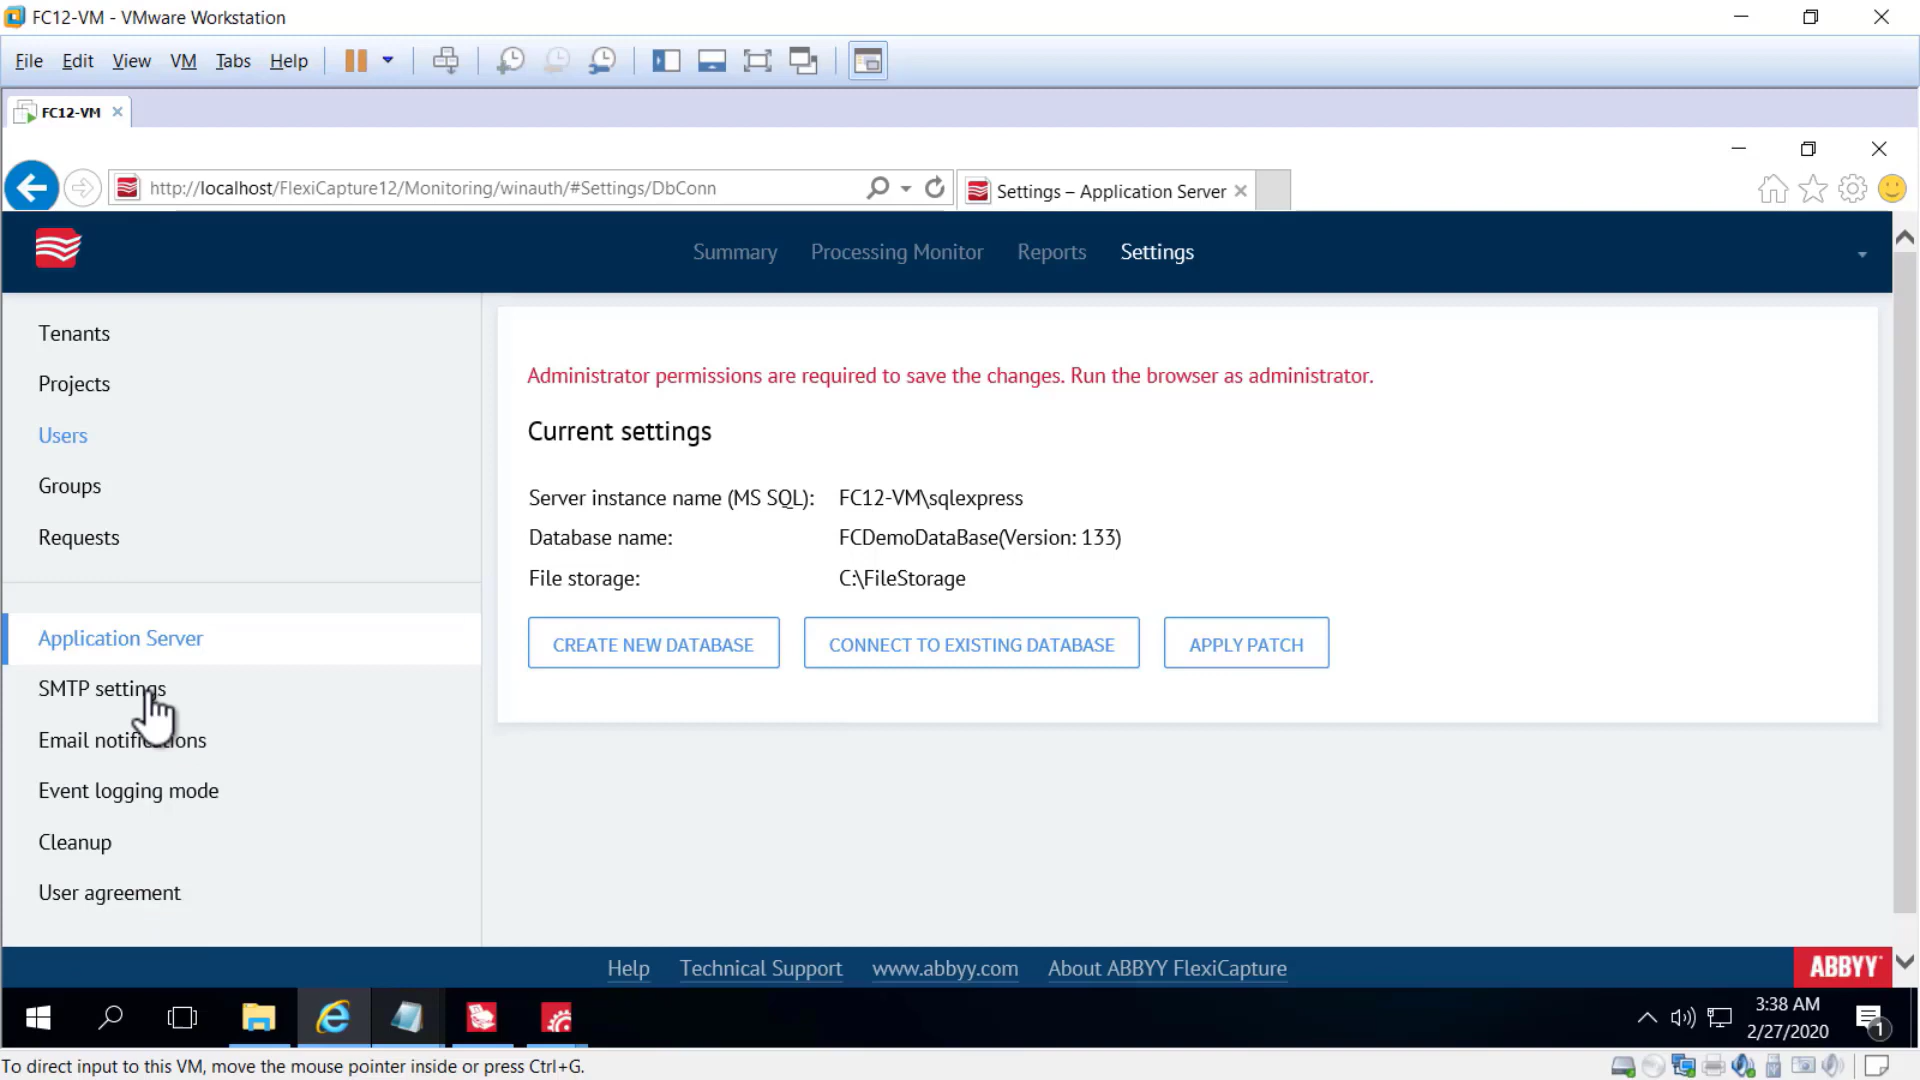 FC12-VM - VMware Workstation
File Edit View VM Tabs Help
FC12-VM
http://localhost/FlexiCapture12/Monitoring/winauth/#Settings/DbConn
Settings – Application Server
Summary Processing Monitor Reports Settings
Tenants
Projects
Users
Groups
Requests
Application Server
SMTP settings
Email notifications
Event logging mode
Cleanup
User agreement
Administrator permissions are required to save the changes. Run the browser as administrator.
Current settings
Server instance name (MS SQL): FC12-VM\sqlexpress
Database name: FCDemoDataBase(Version: 133)
File storage: C:\FileStorage
CREATE NEW DATABASE CONNECT TO EXISTING DATABASE APPLY PATCH
Help Technical Support www.abbyy.com About ABBYY FlexiCapture
ABBYY
3:38 AM
2/27/2020
1
To direct input to this VM, move the mouse pointer inside or press Ctrl+G.